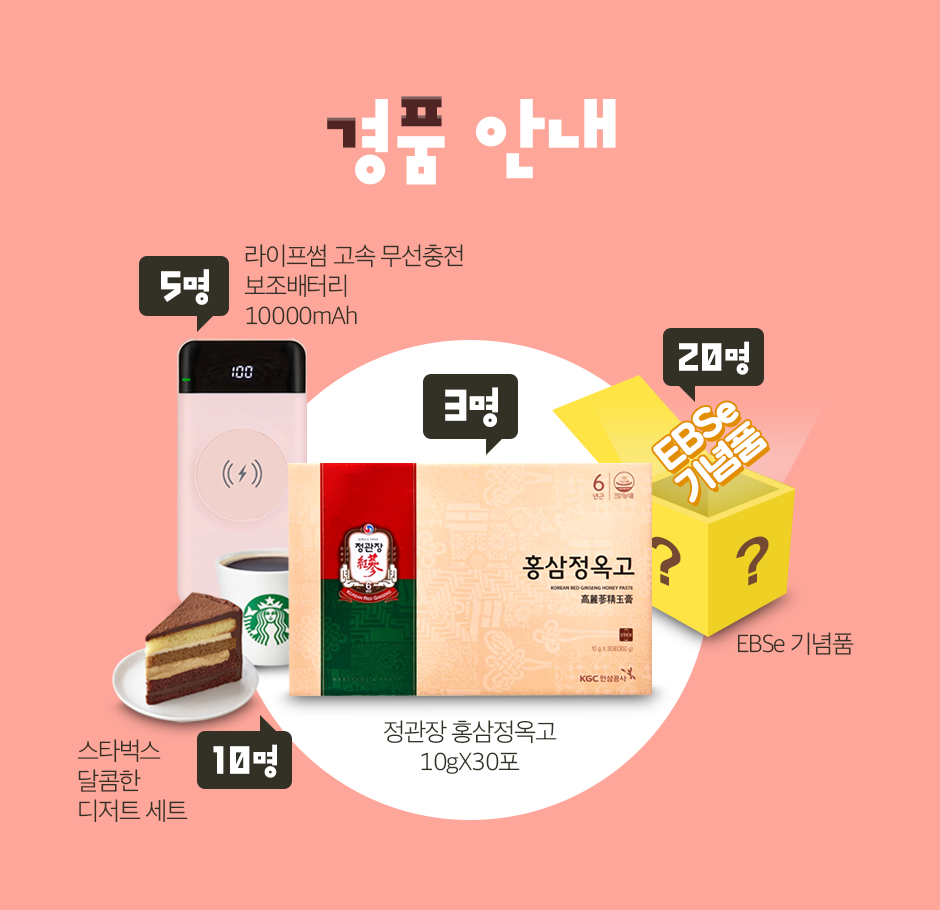 경품 안내
5명
라이프썸 고속 무선충전
보조배터리
10000mAh
100
20명
EBSe
기념품
? ?
EBSe 기념품
3명
6
년근
정관장
紅蔘
6
KOREAN RED GINSENG
홍삼정옥고
KOREAN RED GINSENG HONEY PASTE
高麗蔘精玉膏
STICK
10 g X 30포(300 g)
KGC 인삼공사
정관장 홍삼정옥고
10gX30포
10명
스타벅스
달콤한
디저트 세트